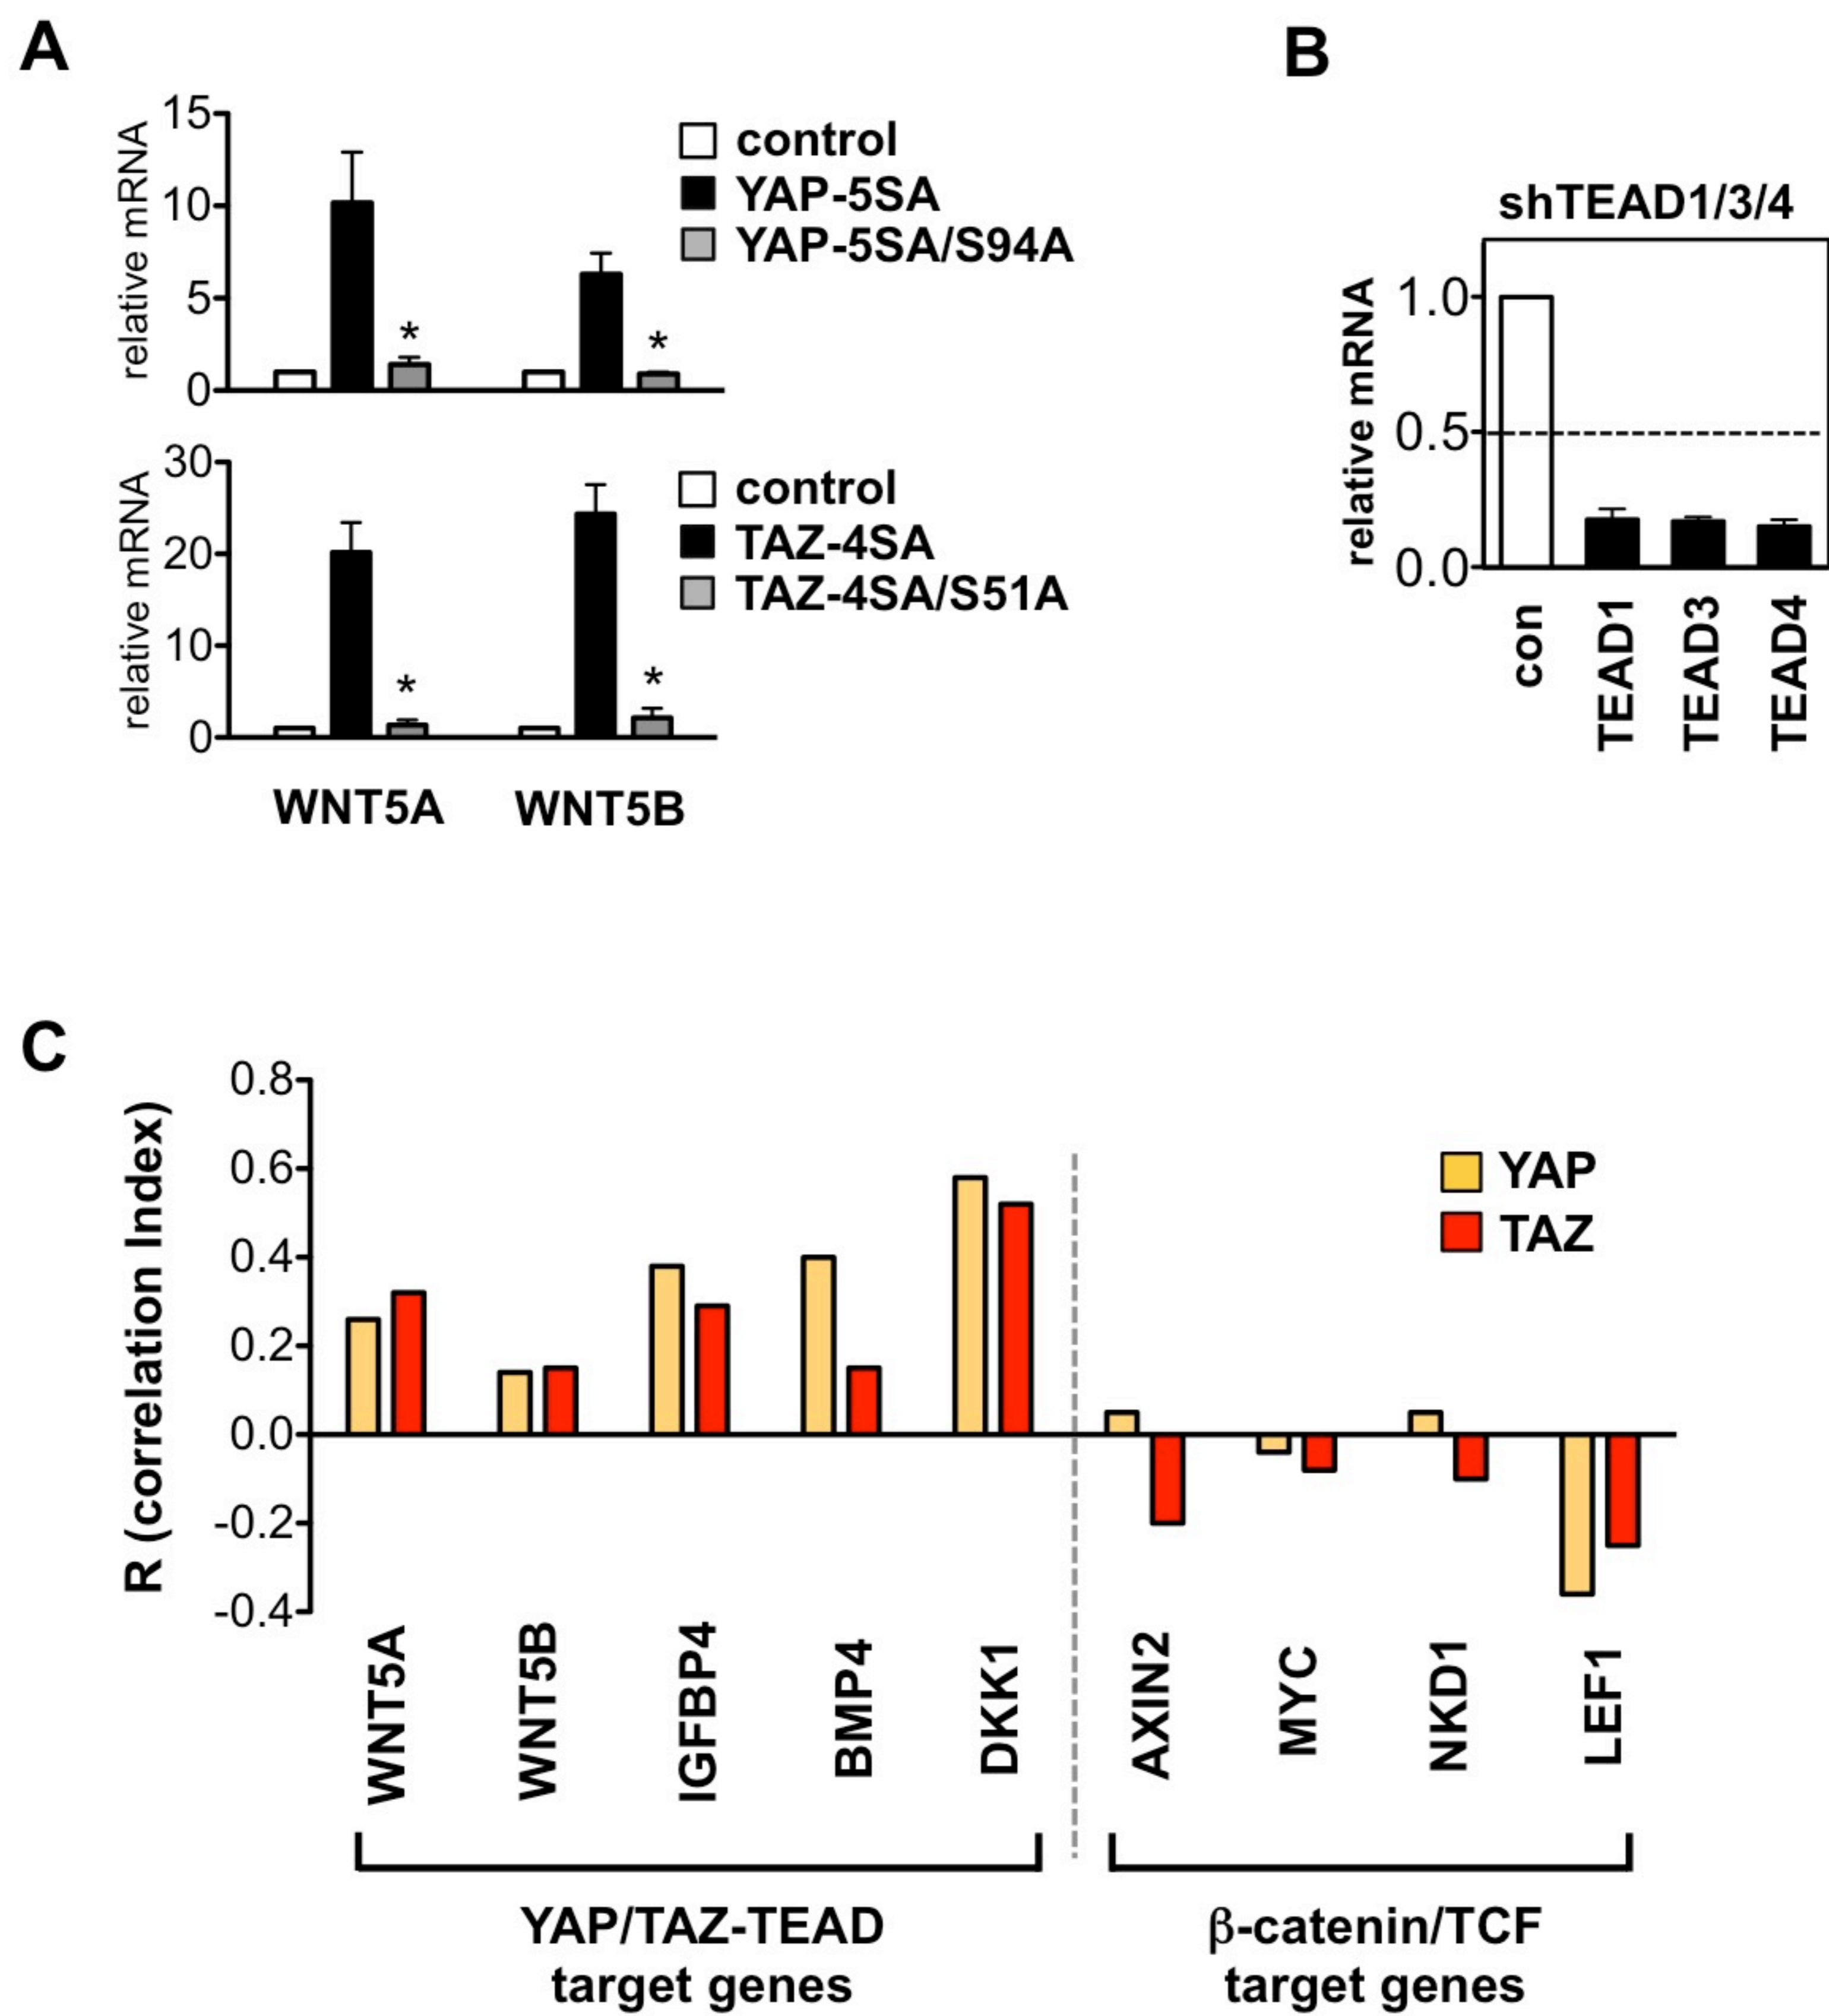 A
15
10
5
0
relative mRNA
control
YAP-5SA
YAP-5SA/S94A
*
*
30
20
10
0
relative mRNA
control
TAZ-4SA
TAZ-4SA/S51A
*
*
WNT5A
WNT5B
B
shTEAD1/3/4
relative mRNA
1.0
0.5
0.0
con
TEAD1
TEAD3
TEAD4
C
R (correlation Index)
0.8
0.6
0.4
0.2
0.0
-0.2
-0.4
YAP
TAZ
WNT5A
WNT5B
IGFBP4
BMP4
DKK1
AXIN2
MYC
NKD1
LEF1
YAP/TAZ-TEAD
target genes
β-catenin/TCF
target genes